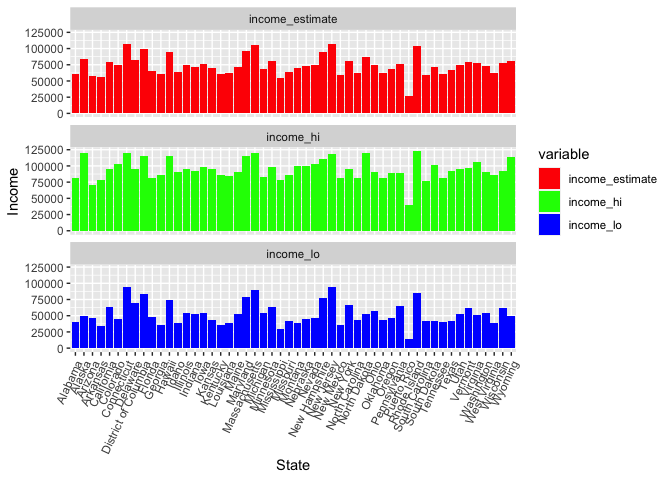 income_estimate
125000
100000
75000
50000
25000
0
income_hi
125000
100000
75000
50000
25000
0
income_lo
125000
100000
75000
50000
25000
0
Income
Alabama
Alaska
Arizona
Arkansas
California
Colorado
Connecticut
Delaware
District of Columbia
Florida
Georgia
Hawaii
Idaho
Illinois
Indiana
Iowa
Kansas
Kentucky
Louisiana
Maine
Maryland
Massachusetts
Michigan
Minnesota
Mississippi
Missouri
Montana
Nebraska
Nevada
New Hampshire
New Jersey
New Mexico
New York
North Carolina
North Dakota
Ohio
Oklahoma
Oregon
Pennsylvania
Puerto Rico
Rhode Island
South Carolina
South Dakota
Tennessee
Texas
Utah
Vermont
Virginia
Washington
West Virginia
Wisconsin
Wyoming
State
variable
income_estimate
income_hi
income_lo